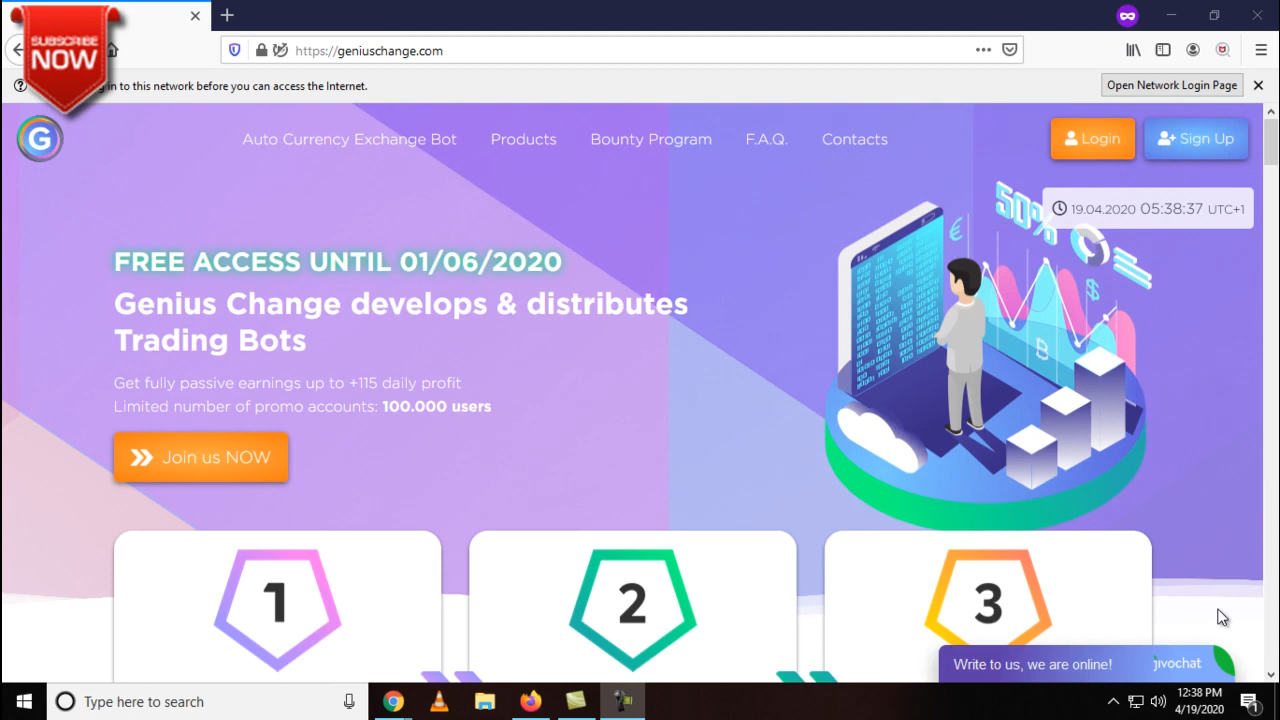 SUBSCRIBE
NOW
https://geniuschange.com
in to this network before you can access the Internet.
Open Network Login Page
G
Auto Currency Exchange Bot
Products
Bounty Program
F.A.Q.
Contacts
Login
Sign Up
50%
19.04.2020 05:38:37 UTC+1
FREE ACCESS UNTIL 01/06/2020
Genius Change develops & distributes
Trading Bots
Get fully passive earnings up to +115 daily profit
Limited number of promo accounts: 100.000 users
Join us NOW
1
2
3
Write to us, we are online!
jivochat
Type here to search
12:38 PM
4/19/2020
1